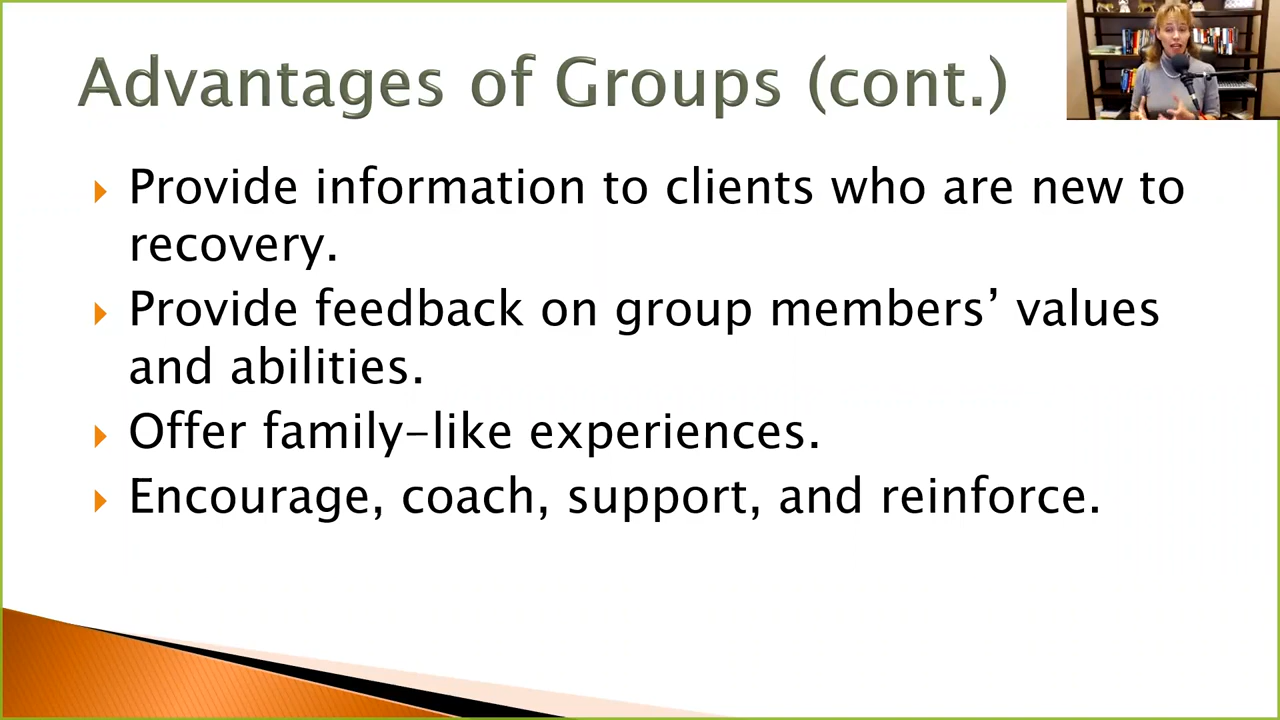 Advantages of Groups (cont.)
Provide information to clients who are new to
recovery.
Provide feedback on group members’ values
and abilities.
Offer family-like experiences.
Encourage, coach, support, and reinforce.